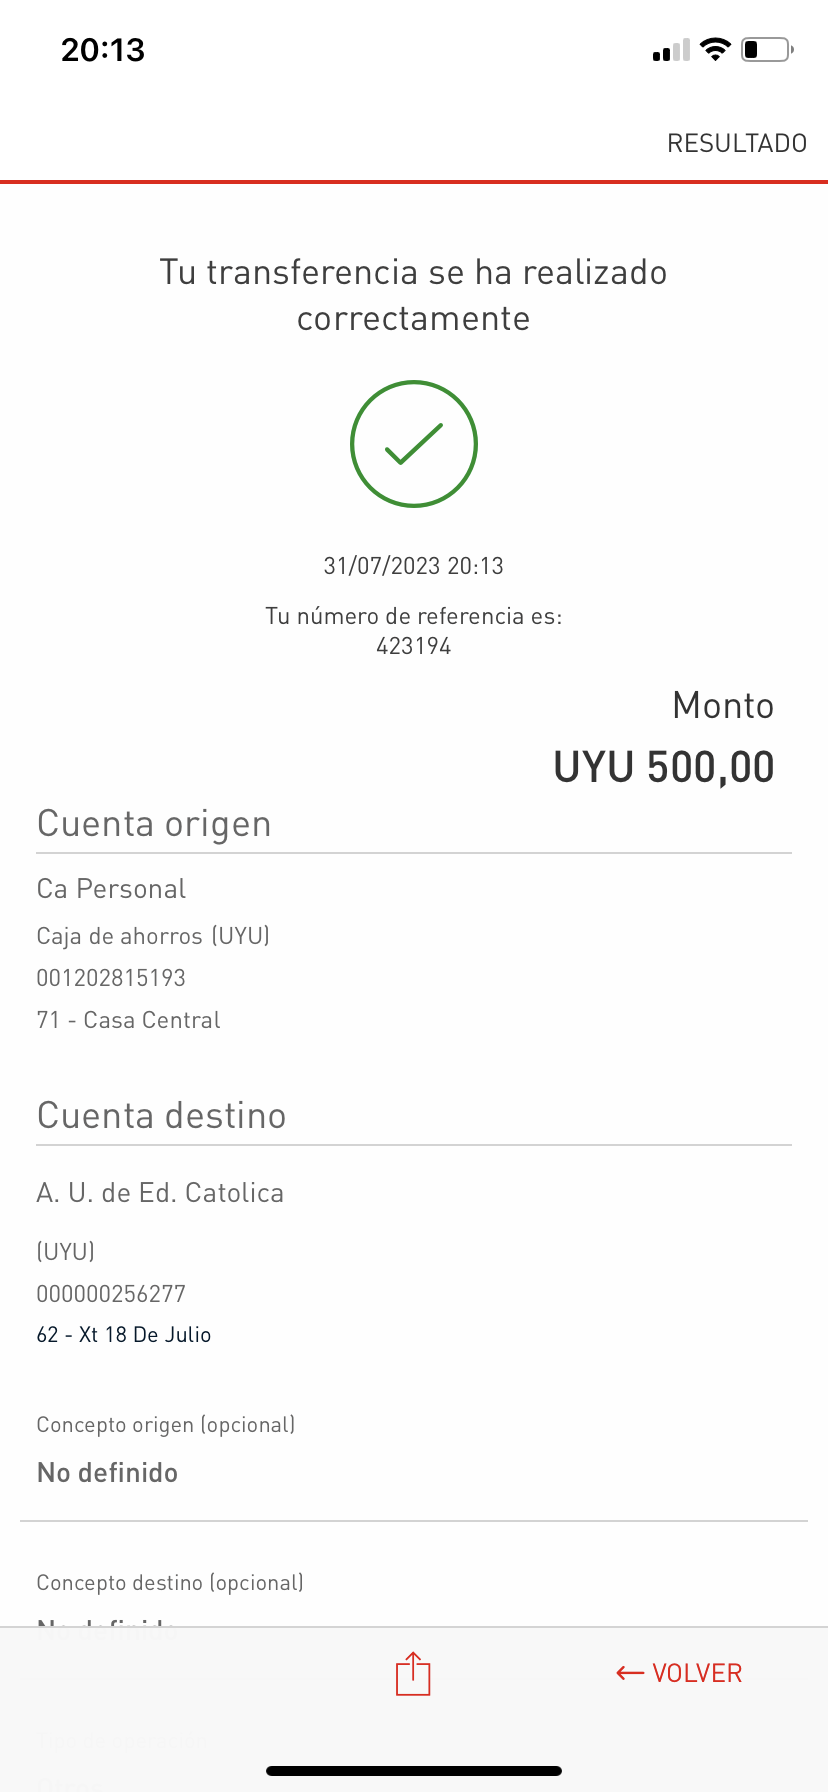 20:13
RESULTADO
Tu transferencia se ha realizado
correctamente
31/07/2023 20:13
Tu número de referencia es:
423194
Monto
UYU 500,00
Cuenta origen
Ca Personal
Caja de ahorros (UYU)
001202815193
71 - Casa Central
Cuenta destino
A. U. de Ed. Catolica
(UYU)
000000256277
62 - Xt 18 De Julio
Concepto origen (opcional)
No definido
Concepto destino (opcional)
No definido
← VOLVER